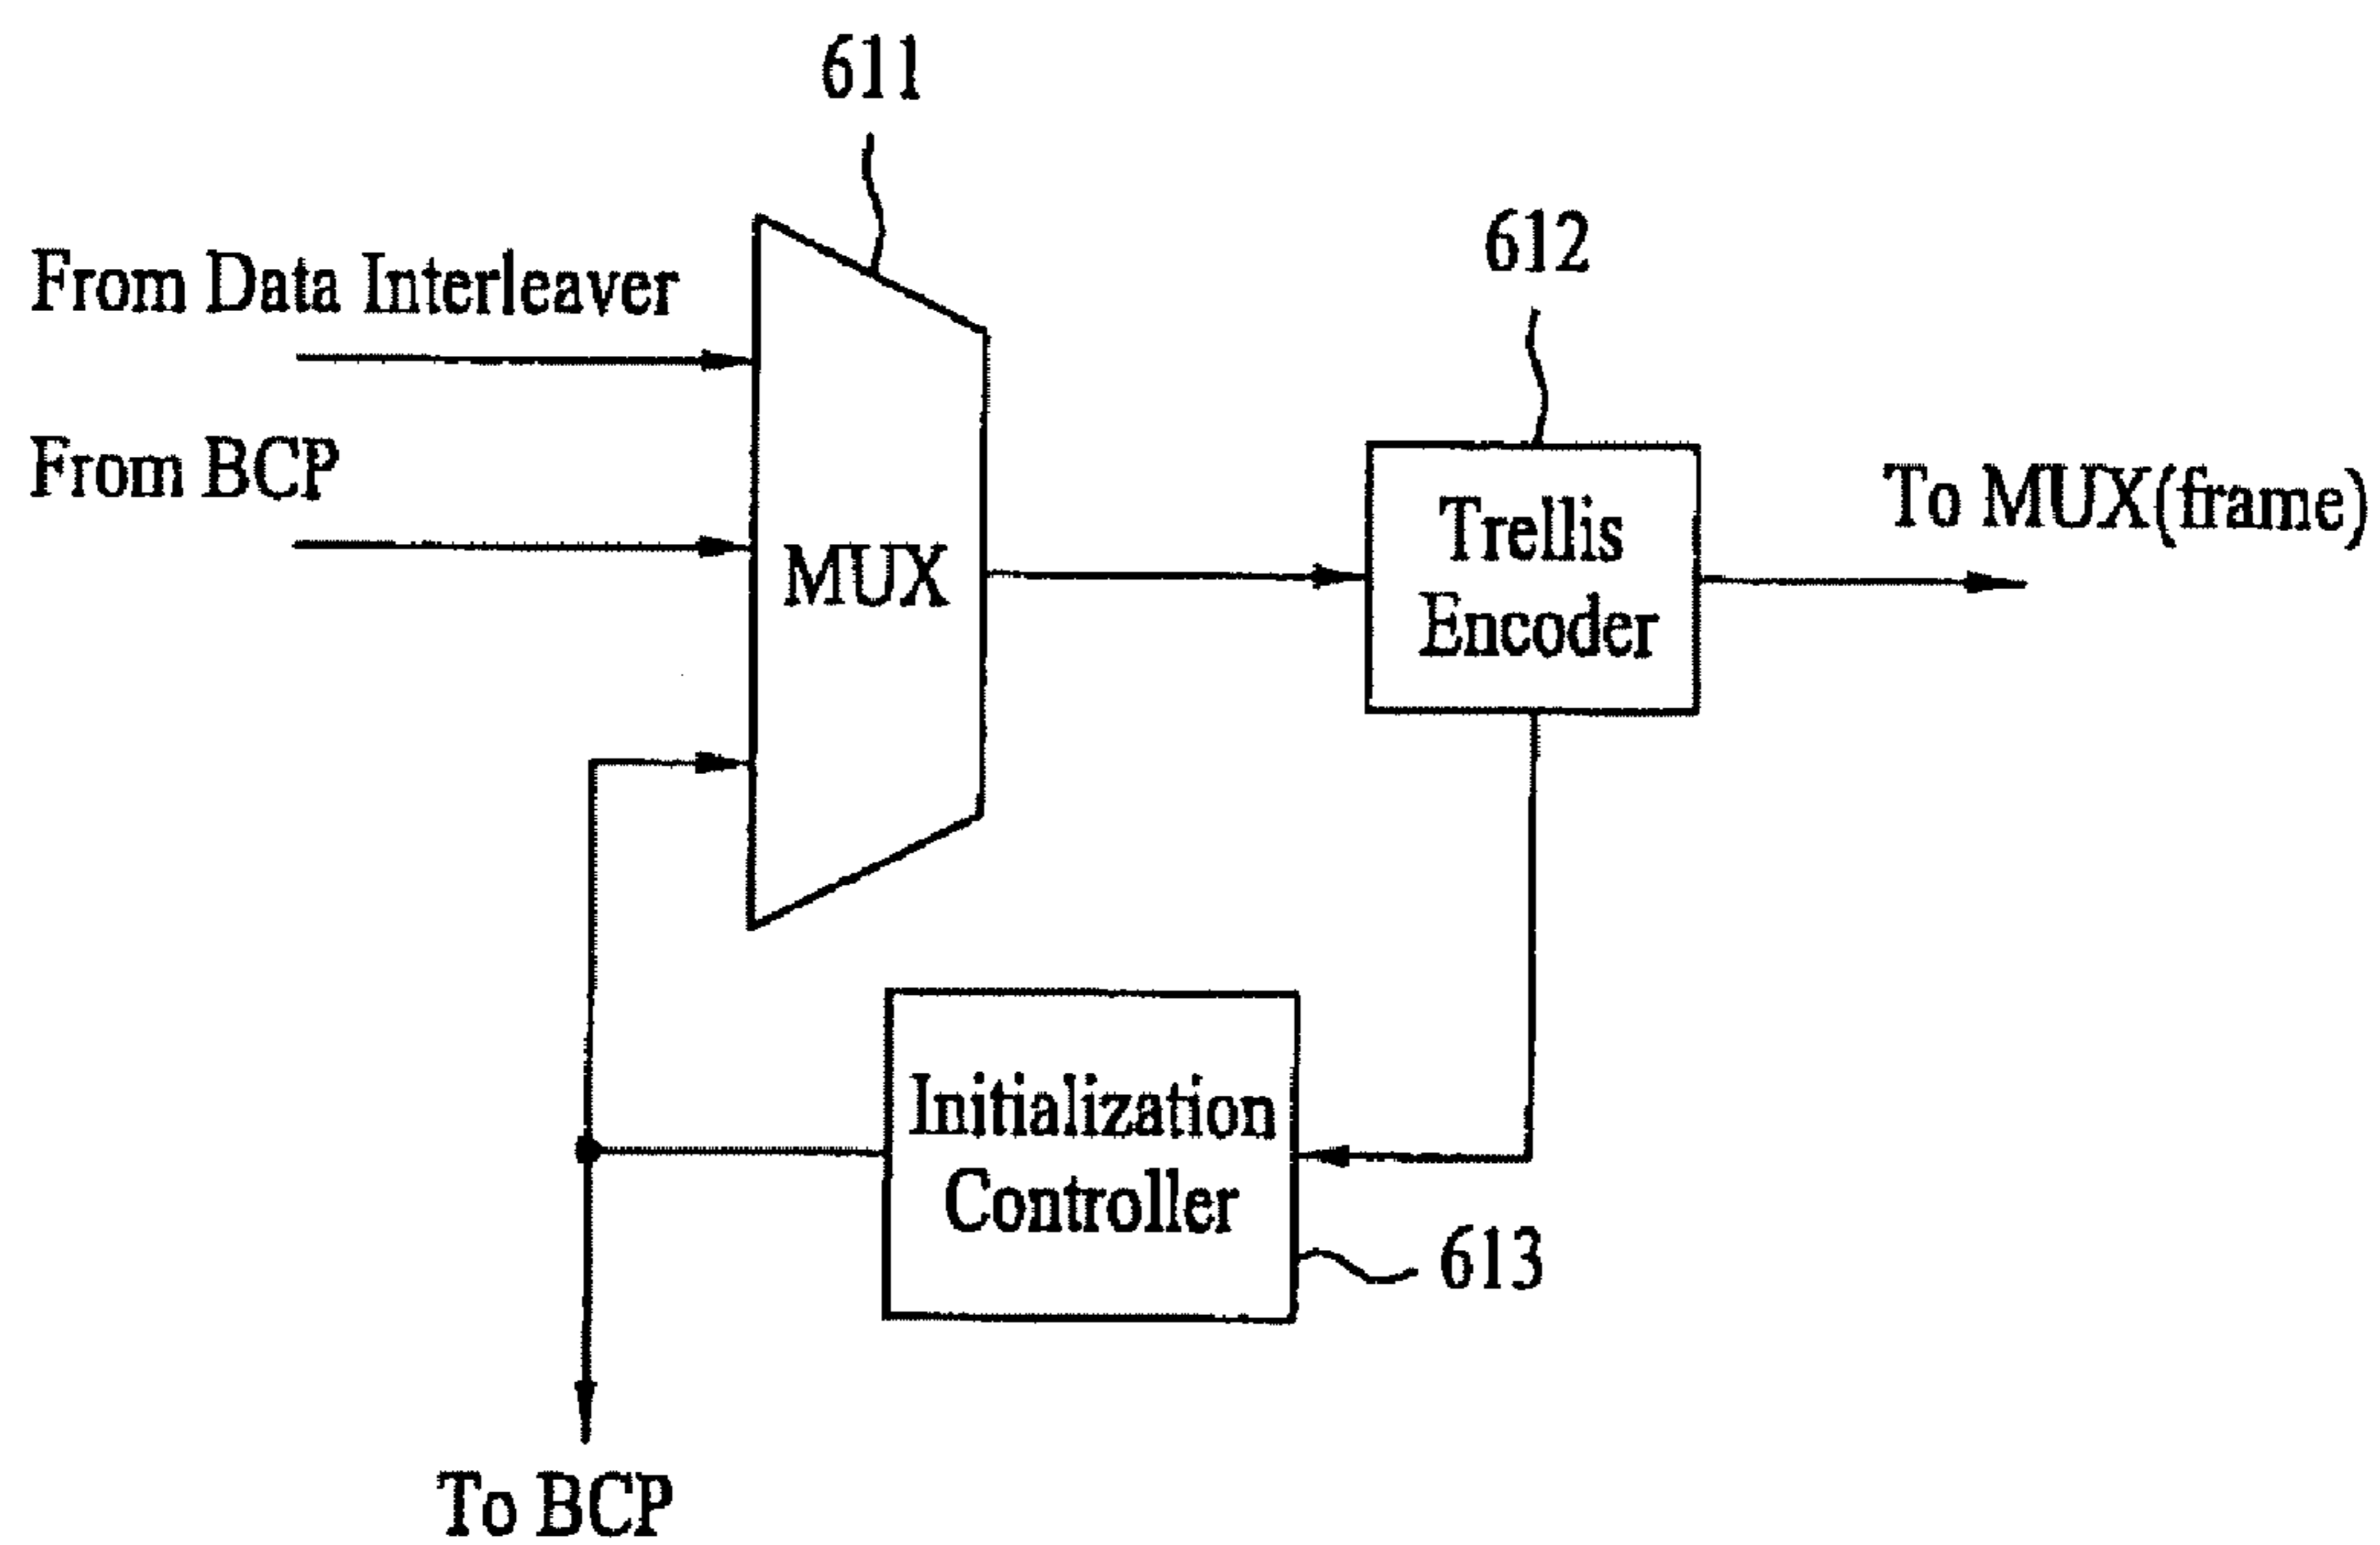 611
From Data Interleaver
612
From BCP
To MUX(frame)
Trellis
Encoder
MUX
Initialization
Controller
613
To BCP